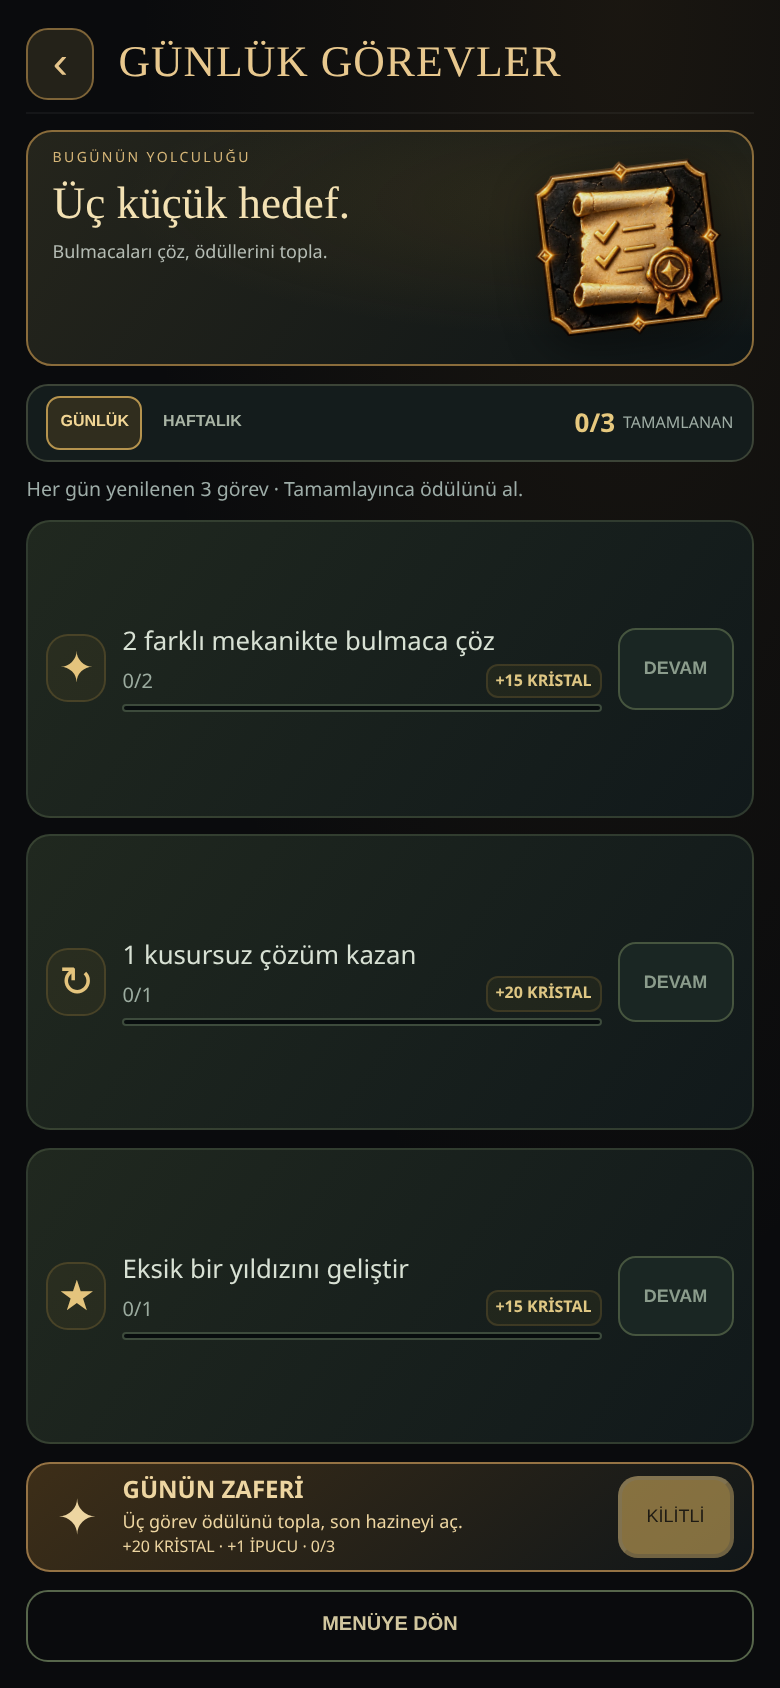 GÜNLÜK GÖREVLER
BUGÜNÜN YOLCULUĞU
Üç küçük hedef.
Bulmacaları çöz, ödüllerini topla.
GÜNLÜK HAFTALIK 0/3 TAMAMLANAN
Her gün yenilenen 3 görev · Tamamlayınca ödülünü al.
2 farklı mekanikte bulmaca çöz
0/2 +15 KRİSTAL
DEVAM
1 kusursuz çözüm kazan
0/1 +20 KRİSTAL
DEVAM
Eksik bir yıldızını geliştir
0/1 +15 KRİSTAL
DEVAM
GÜNÜN ZAFERİ
Üç görev ödülünü topla, son hazineyi aç.
+20 KRİSTAL · +1 İPUCU · 0/3
KİLİTLİ
MENÜYE DÖN